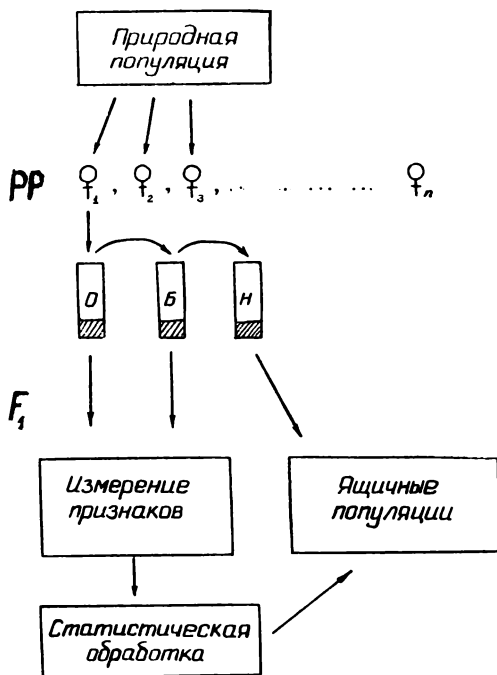 Природная
популяция
PP ♀1, ♀2, ♀3, . . . . . . . . . . . . ♀n
О Б Н
F1
Измерение
признаков
Ящичные
популяции
Статистическая
обработка